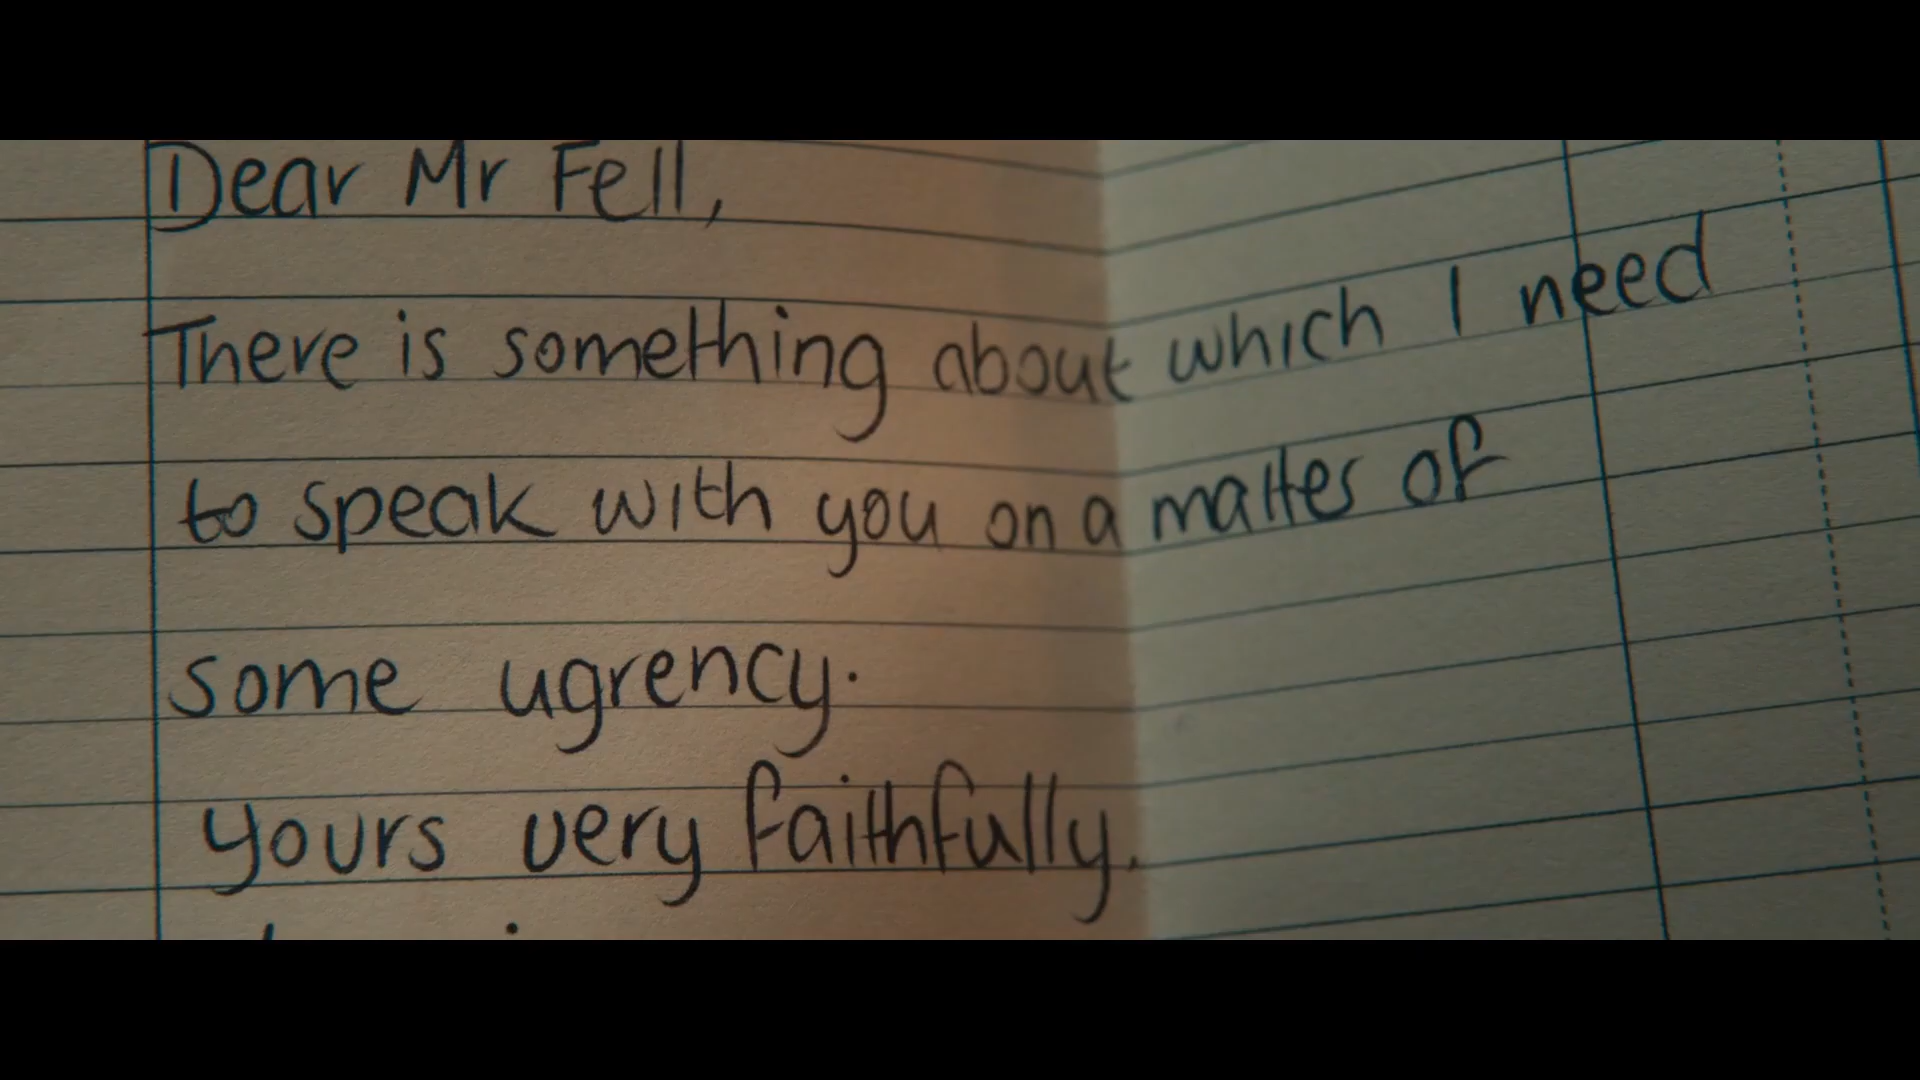 Dear Mr Fell,
There is something about which I need
to speak with you on a matter of
some ugrency.
yours very faithfully.